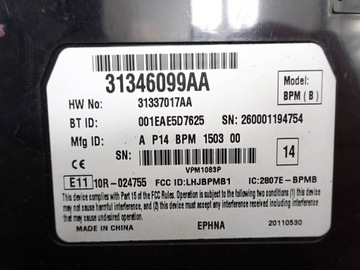 31346099AA
Model:
BPM ( B )
HW No: 31337017AA
BT ID: 001EAE5D7625 SN: 260001194754
Mfg ID: A P14 BPM 1503 00
SN:
VPM1083P
14
E11 10R-024755 FCC ID:LHJBPMB1 IC:2807E-BPMB
This device complies with Part 15 of the FCC Rules. Operation is subject to the following two conditions (1) this device
may not cause harmful interference, and (2) this device must accept any interference received including interference
that may cause undesired operation
MADE IN CHINA EPHNA 20110530